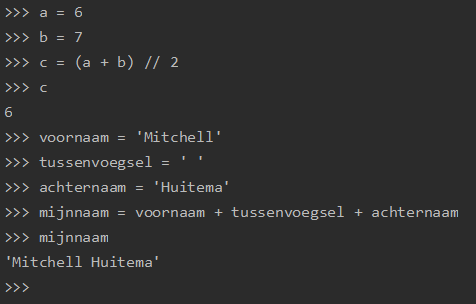 >>> a = 6
>>> b = 7
>>> c = (a + b) // 2
>>> c
6
>>> voornaam = 'Mitchell'
>>> tussenvoegsel = ' '
>>> achternaam = 'Huitema'
>>> mijnnaam = voornaam + tussenvoegsel + achternaam
>>> mijnnaam
'Mitchell Huitema'
>>>